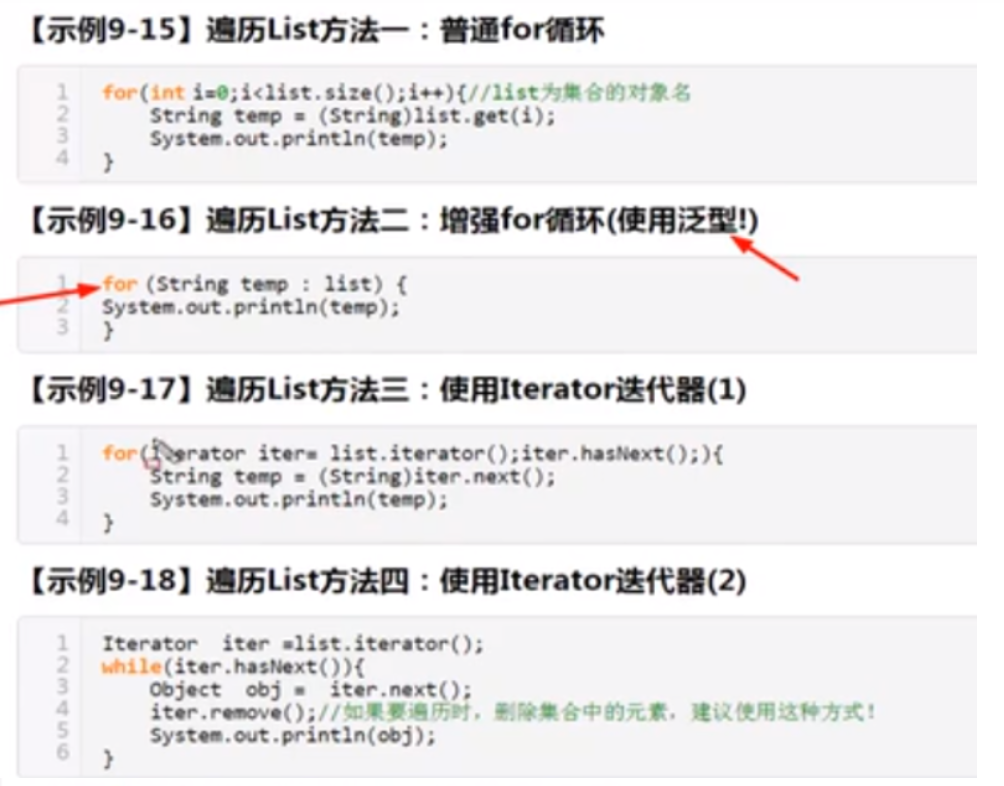 【示例9-15】遍历List方法一：普通for循环
1 for(int i=0;i<list.size();i++){//list为集合的对象名
2 String temp = (String)list.get(i);
3 System.out.println(temp);
4 }
【示例9-16】遍历List方法二：增强for循环(使用泛型!)
1 for (String temp : list) {
2 System.out.println(temp);
3 }
【示例9-17】遍历List方法三：使用Iterator迭代器(1)
1 for(Iterator iter= list.iterator();iter.hasNext();){
2 String temp = (String)iter.next();
3 System.out.println(temp);
4 }
【示例9-18】遍历List方法四：使用Iterator迭代器(2)
1 Iterator iter =list.iterator();
2 while(iter.hasNext()){
3 Object obj = iter.next();
4 iter.remove();//如果要遍历时，删除集合中的元素，建议使用这种方式！
5 System.out.println(obj);
6 }